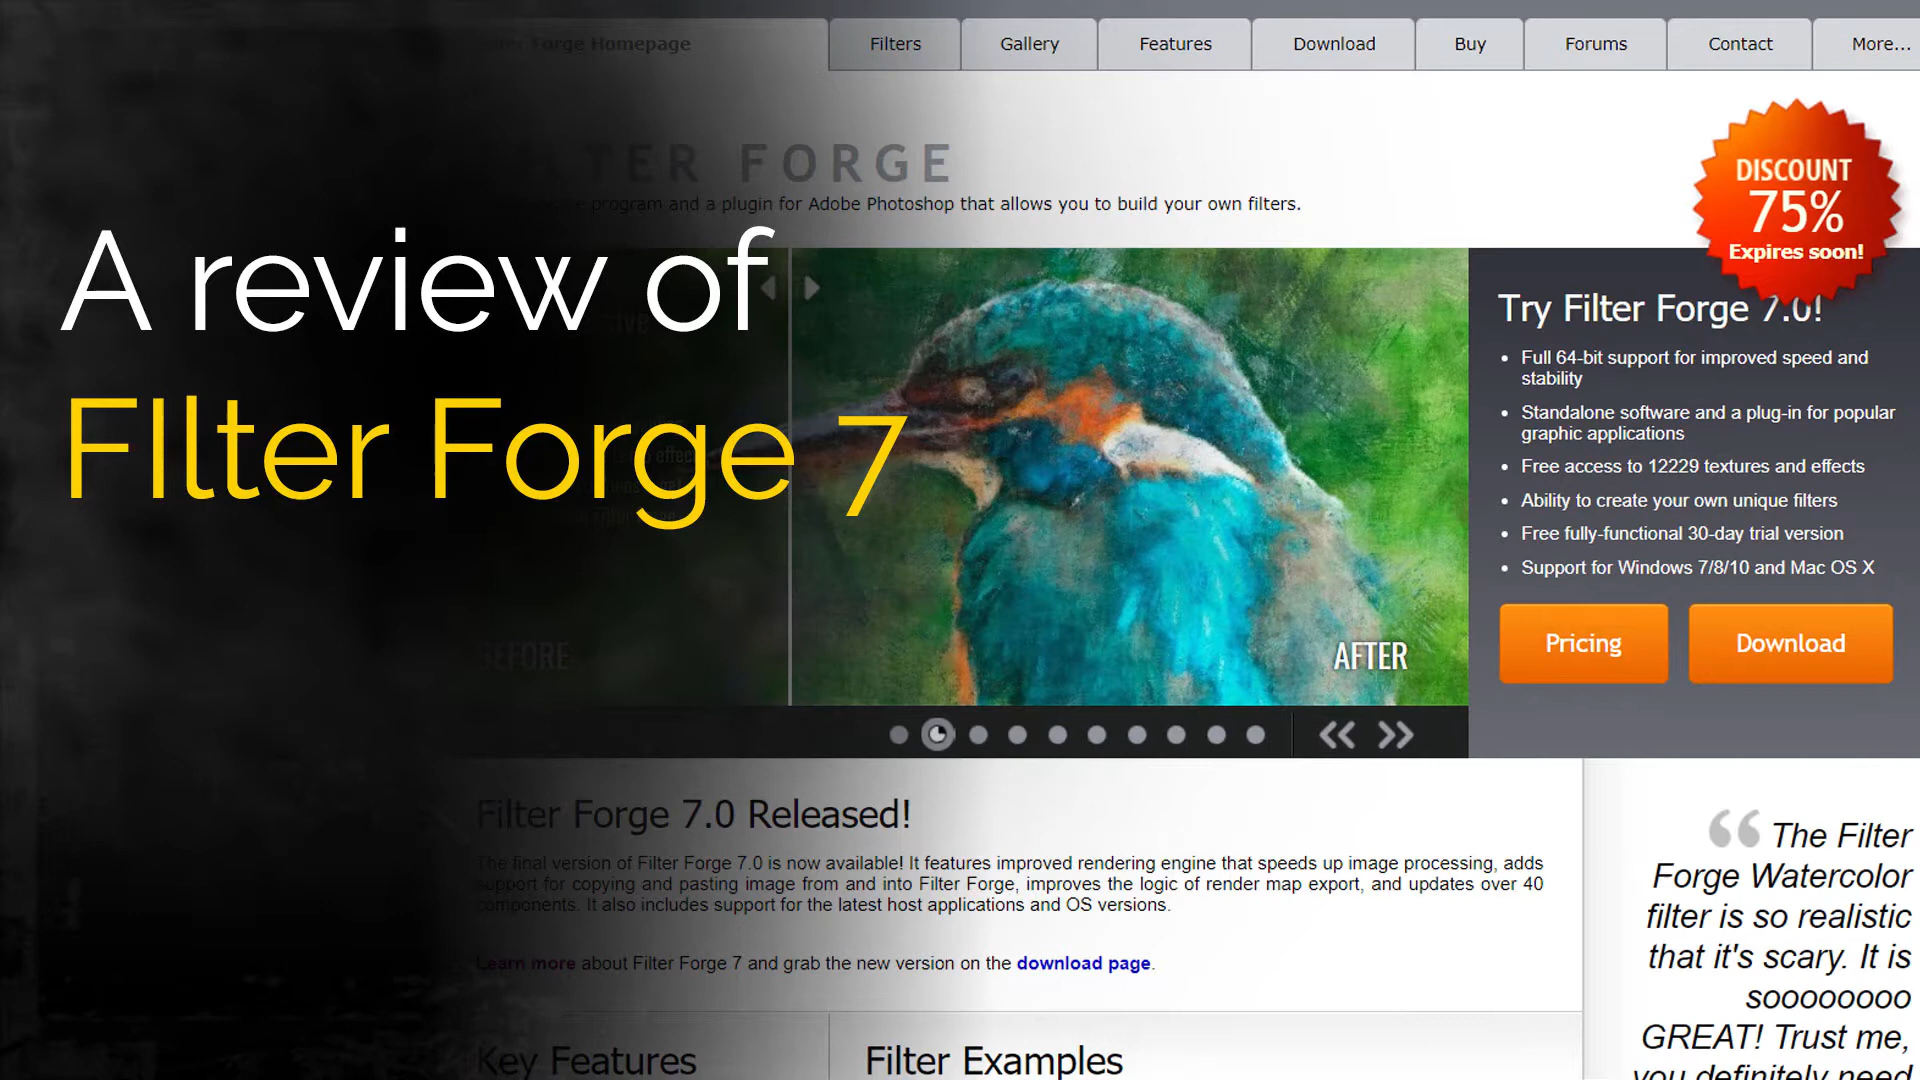 Forge Homepage
Filters
Gallery
Features
Download
Buy
Forums
Contact
More...
TER FORGE
program and a plugin for Adobe Photoshop that allows you to build your own filters.
DISCOUNT
75%
Expires soon!
A review of
FIlter Forge 7
Try Filter Forge 7.0!
• Full 64-bit support for improved speed and
stability
• Standalone software and a plug-in for popular
graphic applications
• Free access to 12229 textures and effects
• Ability to create your own unique filters
• Free fully-functional 30-day trial version
• Support for Windows 7/8/10 and Mac OS X
Pricing
Download
BEFORE
AFTER
Filter Forge 7.0 Released!
The final version of Filter Forge 7.0 is now available! It features improved rendering engine that speeds up image processing, adds
support for copying and pasting image from and into Filter Forge, improves the logic of render map export, and updates over 40
components. It also includes support for the latest host applications and OS versions.
Learn more about Filter Forge 7 and grab the new version on the download page.
“ The Filter
Forge Watercolor
filter is so realistic
that it's scary. It is
soooooooo
GREAT! Trust me,
you definitely need
Key Features
Filter Examples